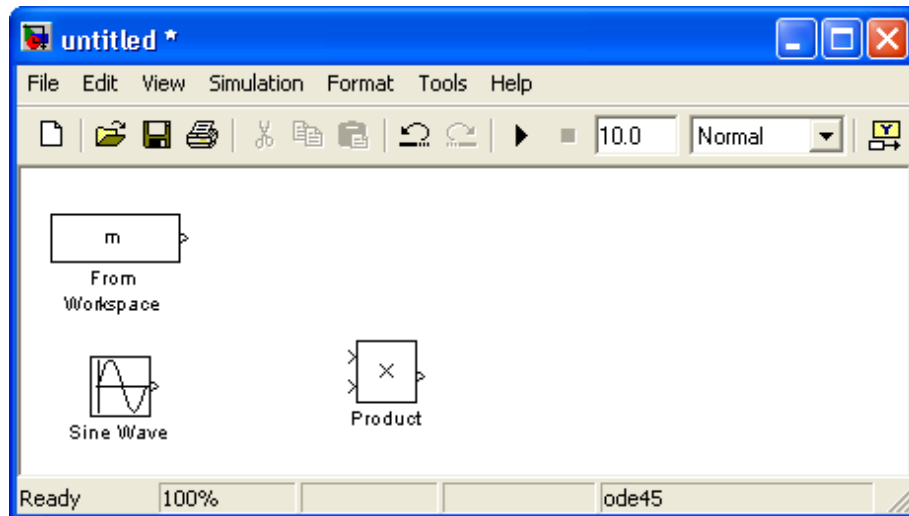 untitled *
File Edit View Simulation Format Tools Help
10.0 Normal
m
From
Workspace
Sine Wave
×
Product
Ready 100% ode45